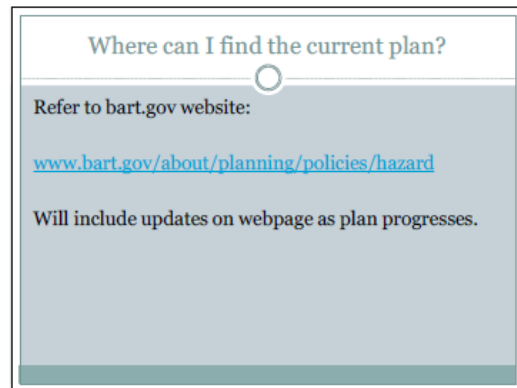 Where can I find the current plan?
Refer to bart.gov website:
www.bart.gov/about/planning/policies/hazard
Will include updates on webpage as plan progresses.